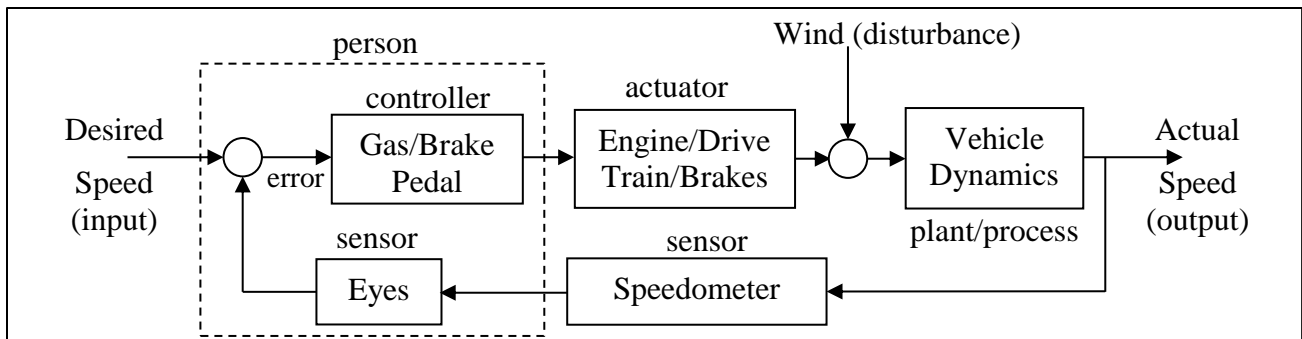 Wind (disturbance)
person
controller
actuator
Desired
Speed
(input)
error
Gas/Brake
Pedal
Engine/Drive
Train/Brakes
Vehicle
Dynamics
plant/process
Actual
Speed
(output)
sensor
Eyes
sensor
Speedometer